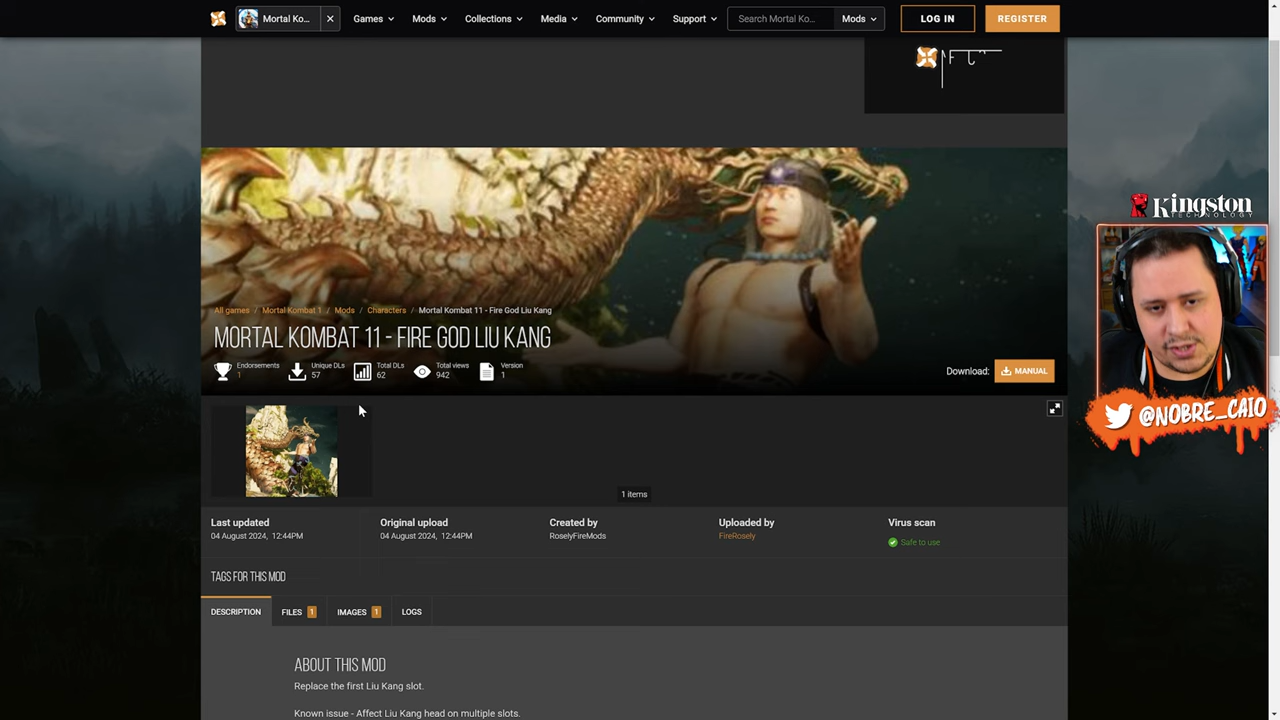 Mortal Ko...
Games
Mods
Collections
Media
Community
Support
Search Mortal Ko...
Mods
LOG IN
REGISTER
Kingston
TECHNOLOGY
All games / Mortal Kombat 1 / Mods / Characters / Mortal Kombat 11 - Fire God Liu Kang
MORTAL KOMBAT 11 - FIRE GOD LIU KANG
Endorsements
1
Unique DLs
57
Total DLs
62
Total views
942
Version
1
Download:
MANUAL
@NOBRE_CAIO
1 items
Last updated
04 August 2024, 12:44PM
Original upload
04 August 2024, 12:44PM
Created by
RoselyFireMods
Uploaded by
FireRosely
Virus scan
Safe to use
TAGS FOR THIS MOD
DESCRIPTION
FILES 1
IMAGES 1
LOGS
ABOUT THIS MOD
Replace the first Liu Kang slot.
Known issue - Affect Liu Kang head on multiple slots.